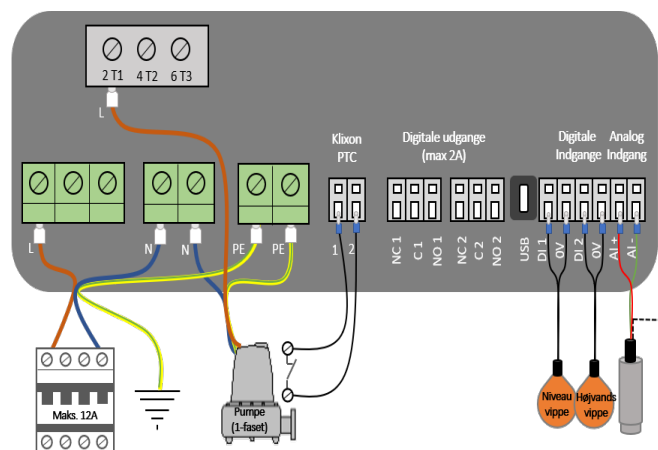 2 T1 4 T2 6 T3
L
Klixon
PTC
Digitale udgange
(max 2A)
Digitale
Indgange
Analog
Indgang
L
N
N
PE
PE
1
2
NC 1
C 1
NO 1
NC 2
C 2
NO 2
USB
DI 1
0V
DI 2
0V
AI +
AI -
Maks. 12A
Pumpe
(1-faset)
Niveau
vippe
Højvands
vippe